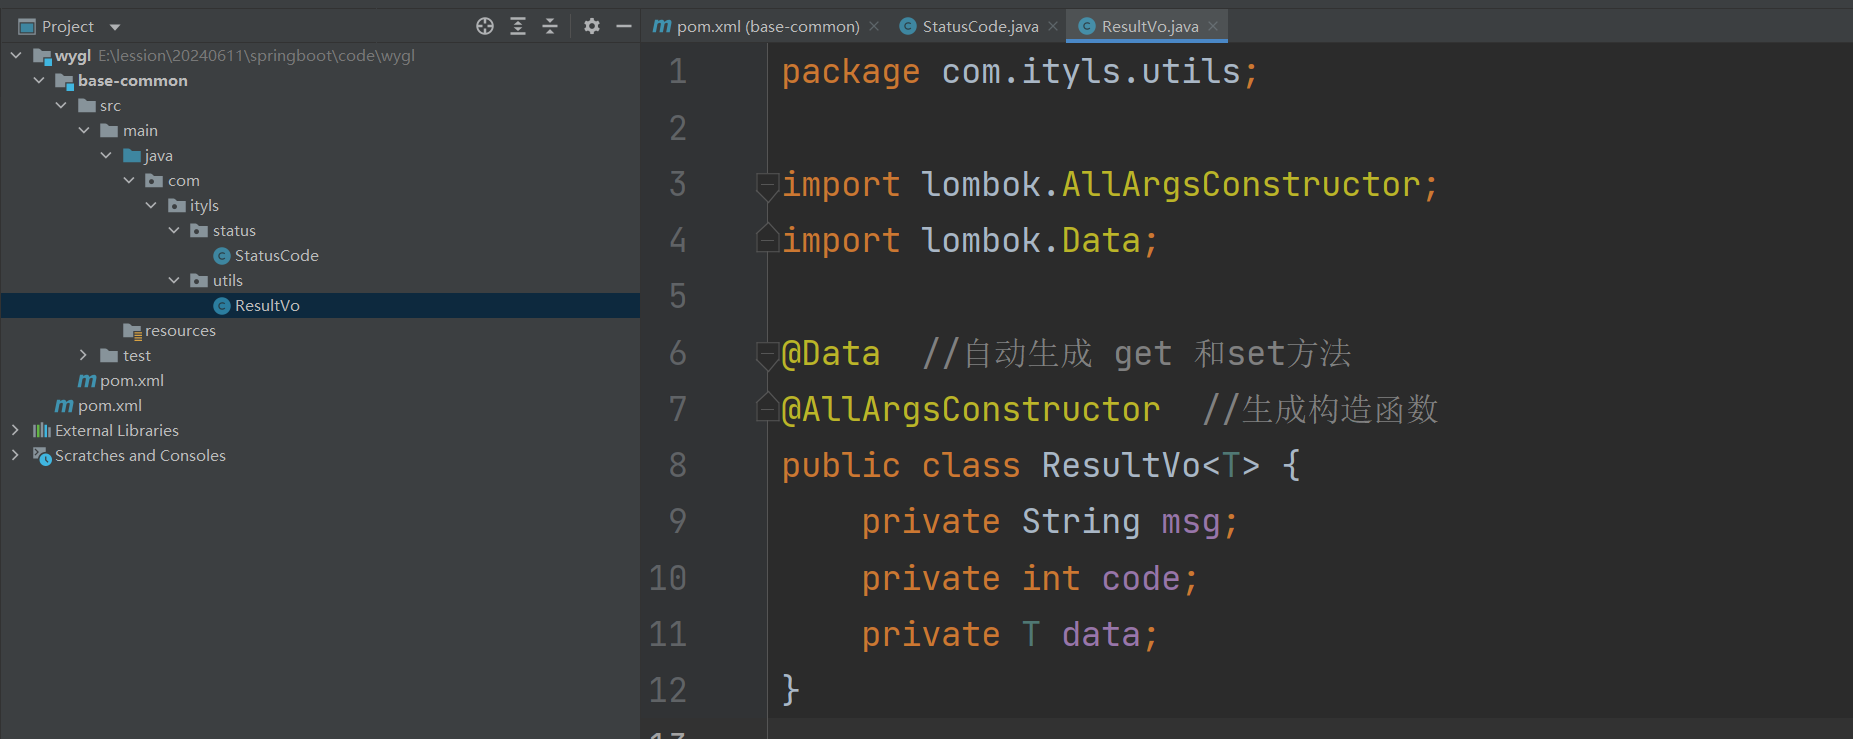 Project
wygl E:\lession\20240611\springboot\code\wygl
base-common
src
main
java
com
ityls
status
StatusCode
utils
ResultVo
resources
test
pom.xml
pom.xml
External Libraries
Scratches and Consoles
pom.xml (base-common) StatusCode.java ResultVo.java
1 package com.ityls.utils;
2
3 import lombok.AllArgsConstructor;
4 import lombok.Data;
5
6 @Data //自动生成 get 和set方法
7 @AllArgsConstructor //生成构造函数
8 public class ResultVo<T> {
9 private String msg;
10 private int code;
11 private T data;
12 }
13